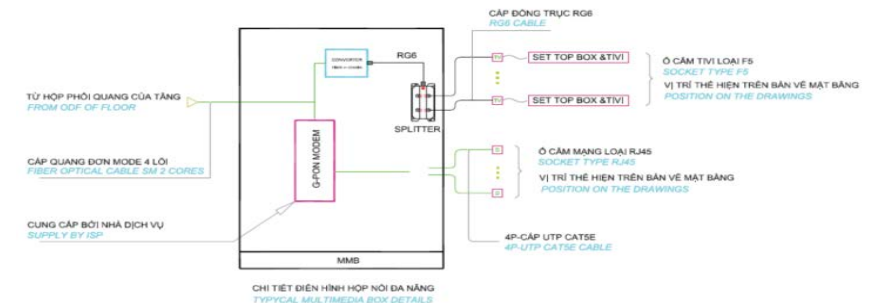 CÁP ĐỒNG TRỤC RG6
RG6 CABLE
CONVERTER
RG6
SET TOP BOX &TIVI
SET TOP BOX &TIVI
Ổ CẮM TIVI LOẠI F5
SOCKET TYPE F5
VỊ TRÍ THỂ HIỆN TRÊN BẢN VẼ MẶT BẰNG
POSITION ON THE DRAWINGS
TỪ HỘP PHỐI QUANG CỦA TẦNG
FROM ODF OF FLOOR
SPLITTER
G-PON MODEM
CÁP QUANG ĐƠN MODE 4 LÕI
FIBER OPTICAL CABLE SM 2 CORES
Ổ CẮM MẠNG LOẠI RJ45
SOCKET TYPE RJ45
VỊ TRÍ THỂ HIỆN TRÊN BẢN VẼ MẶT BẰNG
POSITION ON THE DRAWINGS
CUNG CẤP BỞI NHÀ DỊCH VỤ
SUPPLY BY ISP
4P-CÁP UTP CAT5E
4P-UTP CAT5E CABLE
MMB
CHI TIẾT ĐIỂN HÌNH HỘP NỐI ĐA NĂNG
TYPYCAL MULTIMEDIA BOX DETAILS